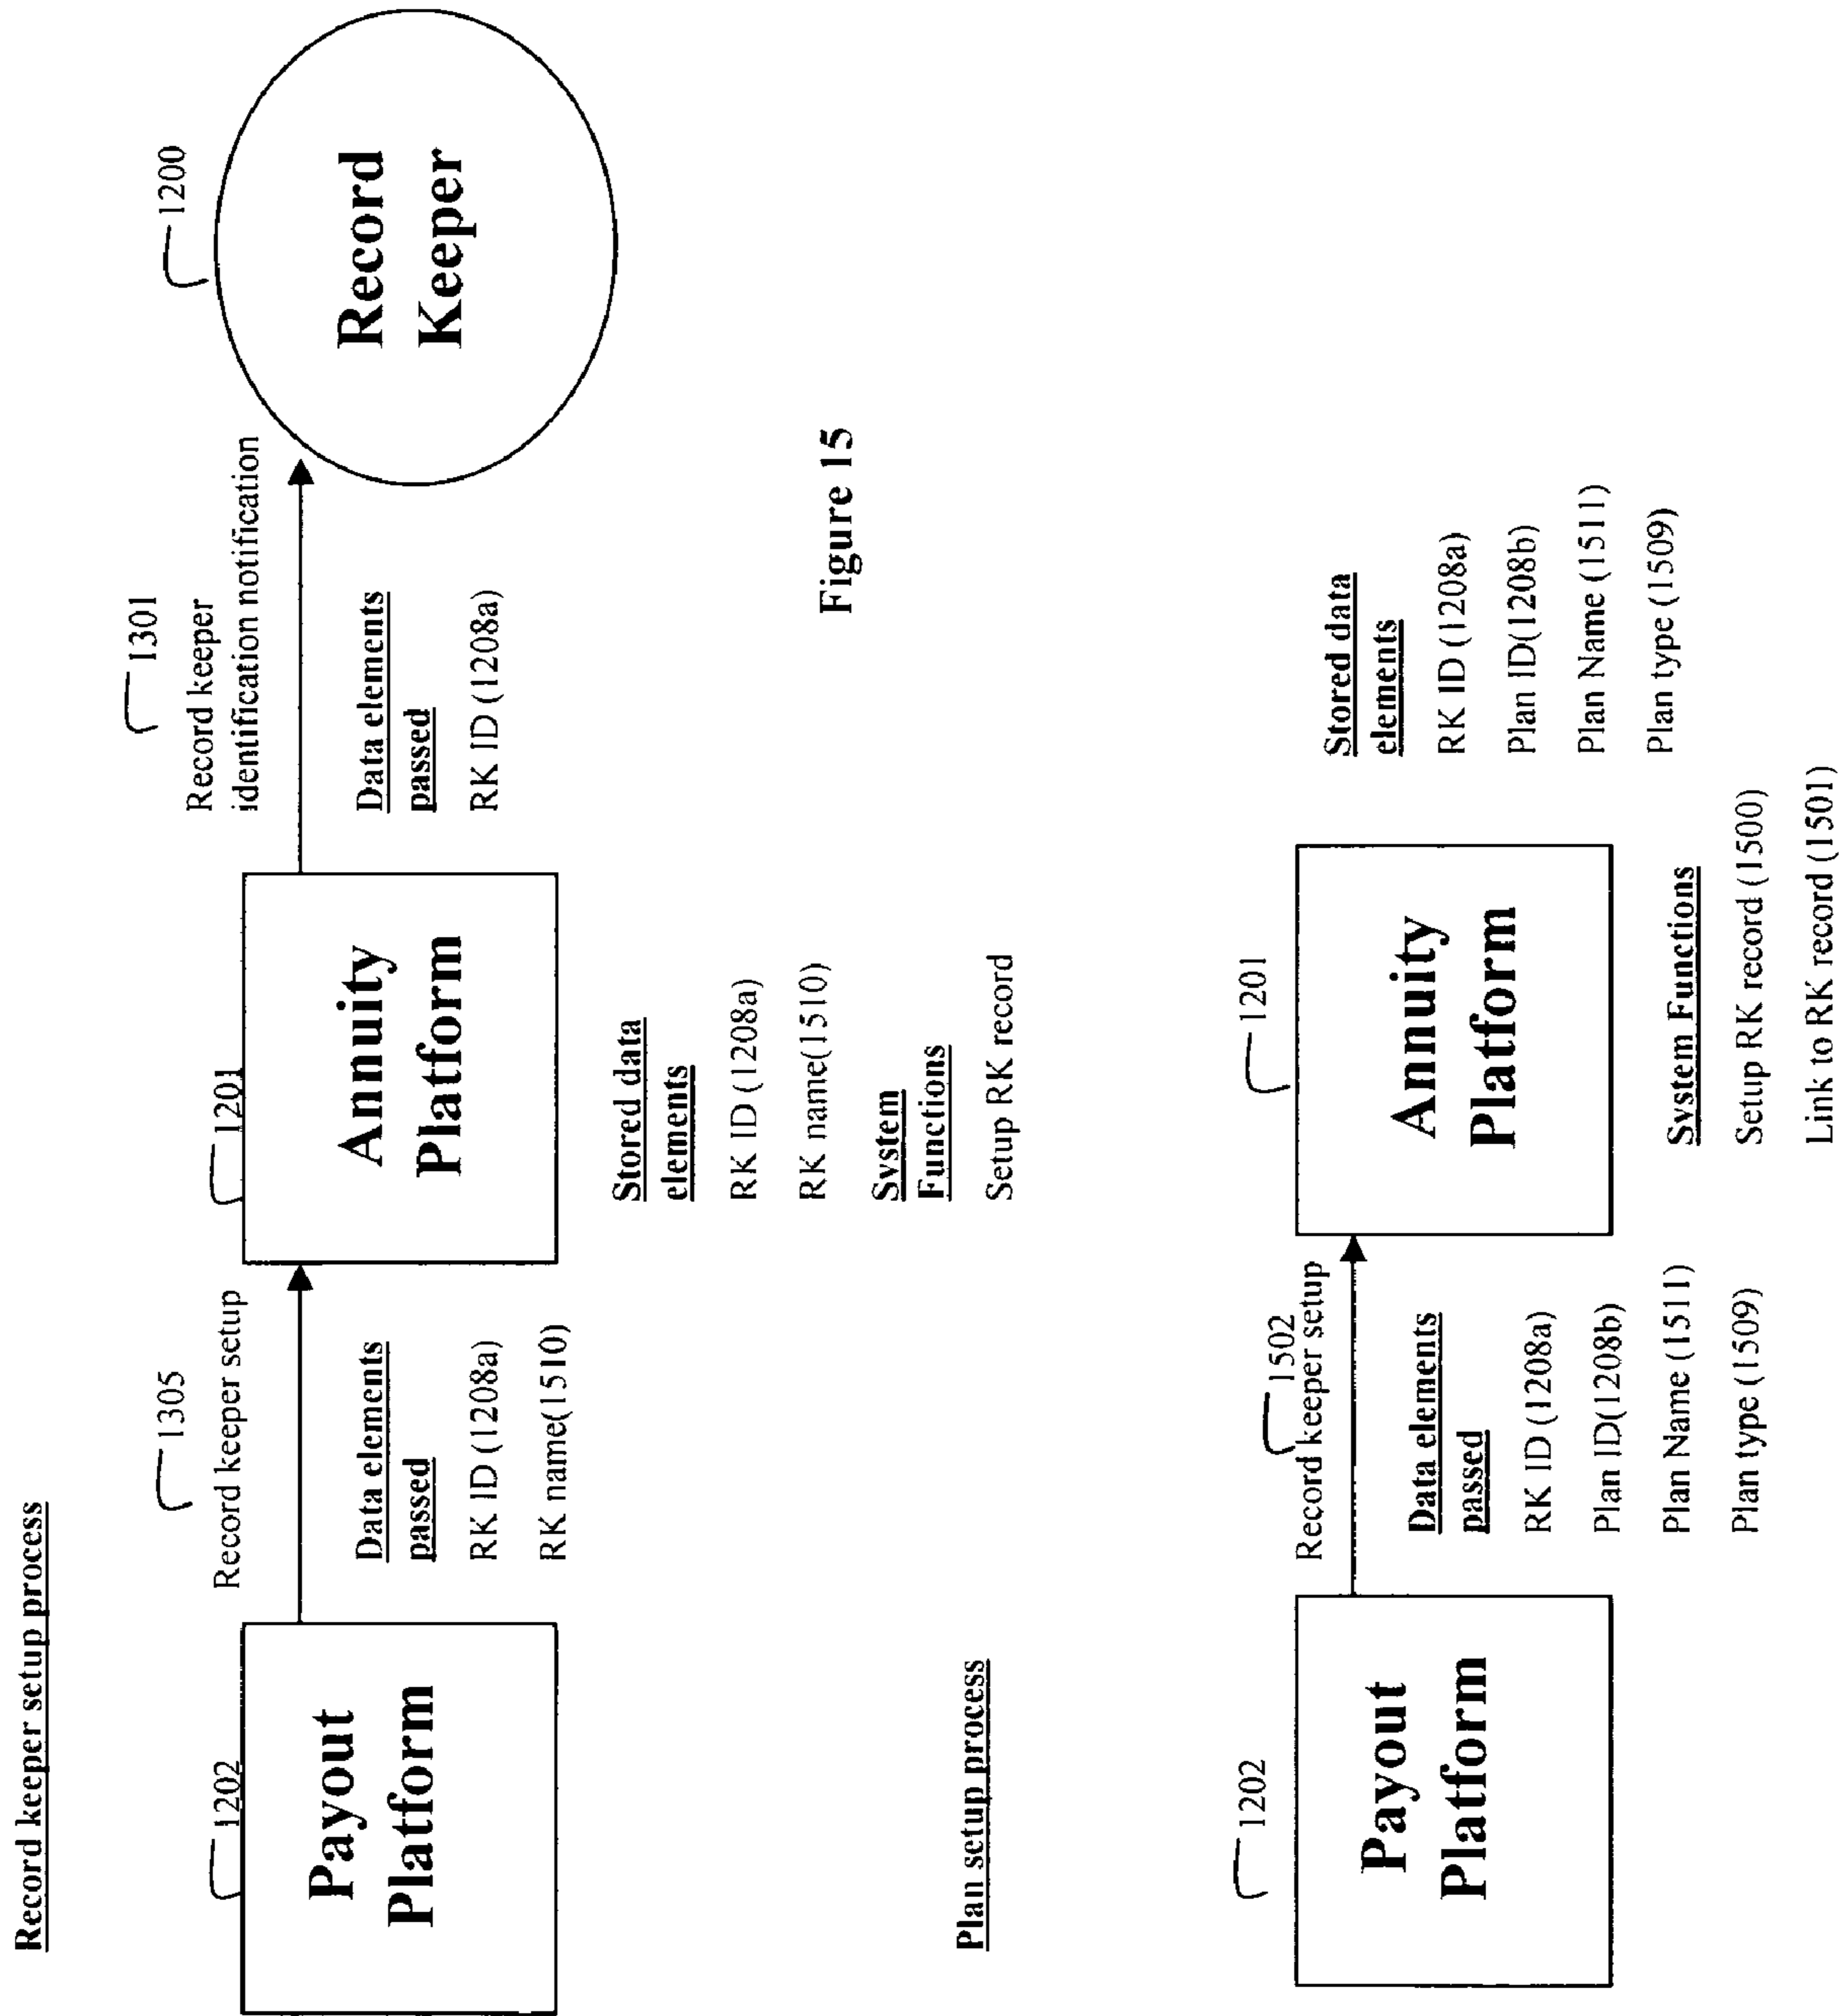 Record keeper setup process
1202
Payout
Platform
1305
Record keeper setup
Data elements
passed
RK ID (1208a)
RK name(1510)
1201
Annuity
Platform
Stored data
elements
RK ID (1208a)
RK name(1510)
System
Functions
Setup RK record
1301
Record keeper
identification notification
Data elements
passed
RK ID (1208a)
1200
Record
Keeper
Figure 15
Plan setup process
1202
Payout
Platform
1502
Record keeper setup
Data elements
passed
RK ID (1208a)
Plan ID(1208b)
Plan Name (1511)
Plan type (1509)
1201
Annuity
Platform
System Functions
Setup RK record (1500)
Link to RK record (1501)
Stored data
elements
RK ID (1208a)
Plan ID(1208b)
Plan Name (1511)
Plan type (1509)